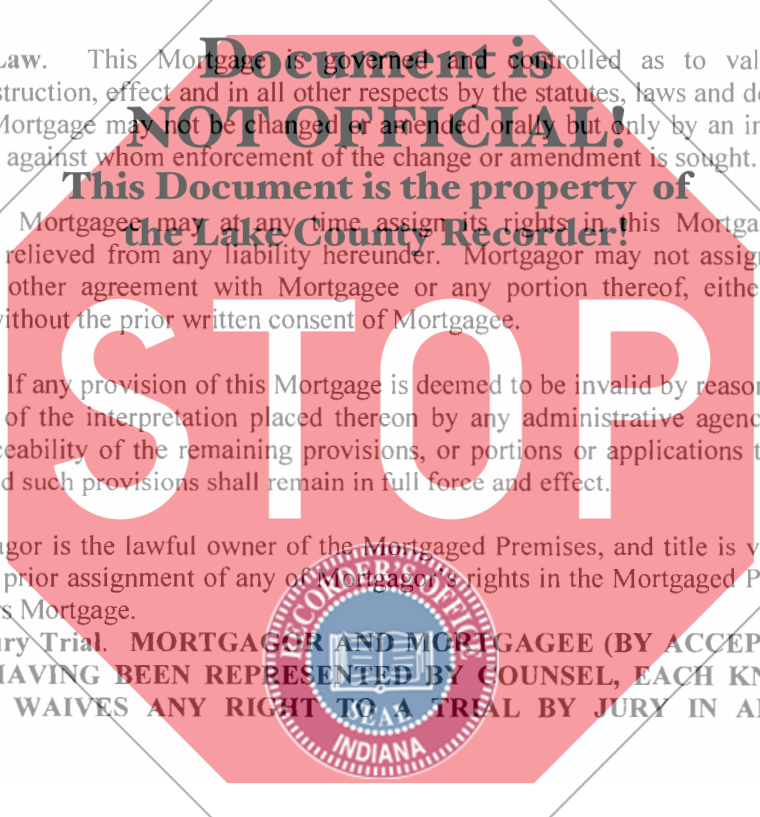 Document is
NOT OFFICIAL!
This Document is the property of
the Lake County Recorder!
STOP
RECORDER'S OFFICE
SEAL
INDIANA
Law. This Mortgage is governed and controlled as to val
struction, effect and in all other respects by the statutes, laws and de
Mortgage may not be changed or amended orally but only by an in
against whom enforcement of the change or amendment is sought.
Mortgagee may at any time assign its rights in this Mortga
relieved from any liability hereunder. Mortgagor may not assign
other agreement with Mortgagee or any portion thereof, eithe
without the prior written consent of Mortgagee.
If any provision of this Mortgage is deemed to be invalid by reason
of the interpretation placed thereon by any administrative agenc
ceability of the remaining provisions, or portions or applications t
d such provisions shall remain in full force and effect.
agor is the lawful owner of the Mortgaged Premises, and title is v
prior assignment of any of Mortgagor's rights in the Mortgaged P
rs Mortgage.
ury Trial. MORTGAGOR AND MORTGAGEE (BY ACCEP
HAVING BEEN REPRESENTED BY COUNSEL, EACH KN
WAIVES ANY RIGHT TO A TRIAL BY JURY IN A